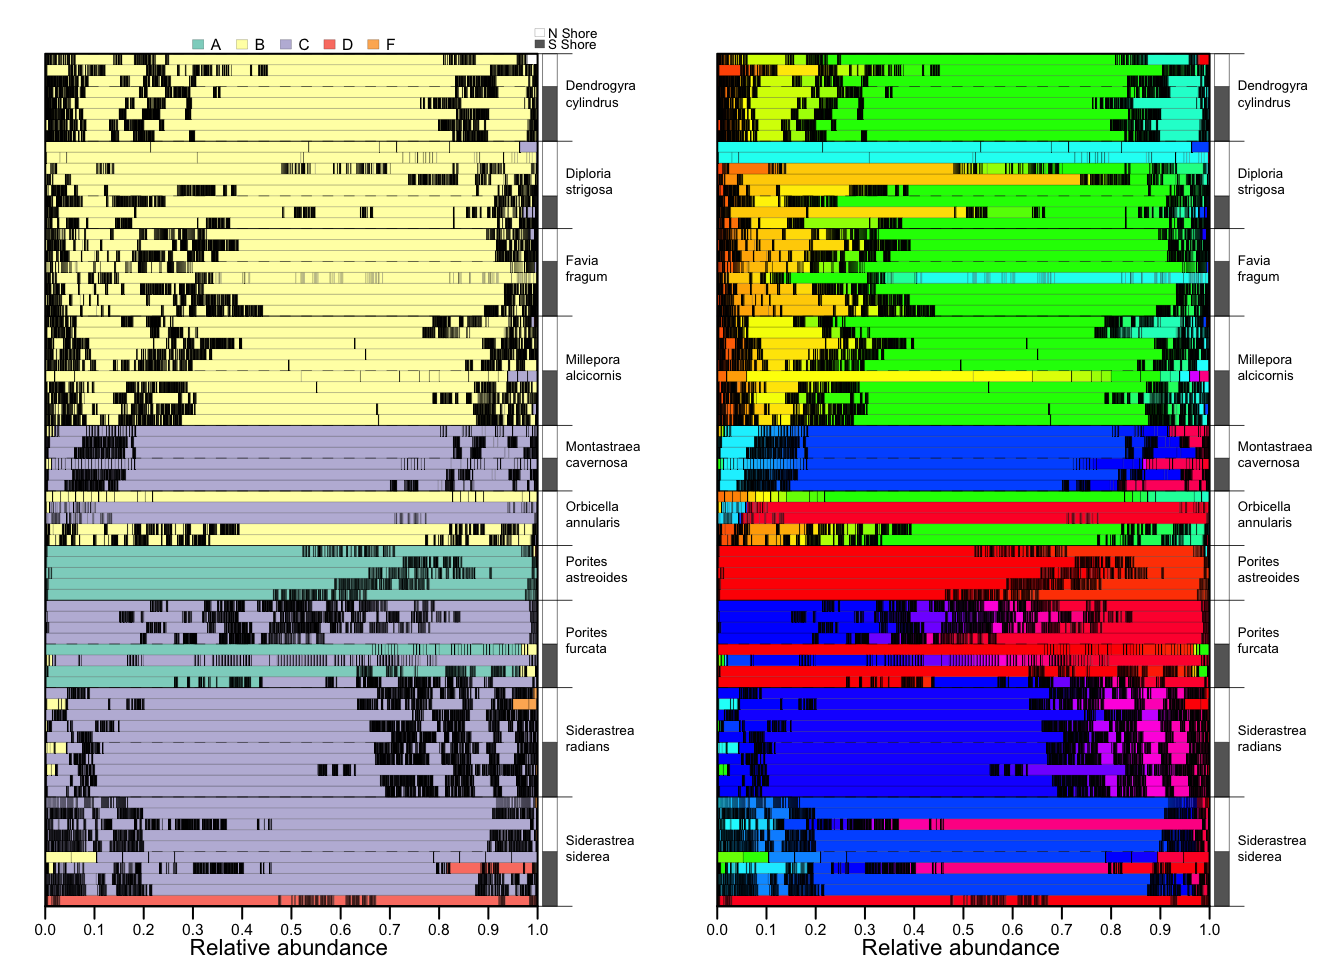 N Shore
A B C D F
S Shore
Dendrogyra
cylindrus
Diploria
strigosa
Favia
fragum
Millepora
alcicornis
Montastraea
cavernosa
Orbicella
annularis
Porites
astreoides
Porites
furcata
Siderastrea
radians
Siderastrea
siderea
0.0 0.1 0.2 0.3 0.4 0.5 0.6 0.7 0.8 0.9 1.0
Relative abundance
Dendrogyra
cylindrus
Diploria
strigosa
Favia
fragum
Millepora
alcicornis
Montastraea
cavernosa
Orbicella
annularis
Porites
astreoides
Porites
furcata
Siderastrea
radians
Siderastrea
siderea
0.0 0.1 0.2 0.3 0.4 0.5 0.6 0.7 0.8 0.9 1.0
Relative abundance